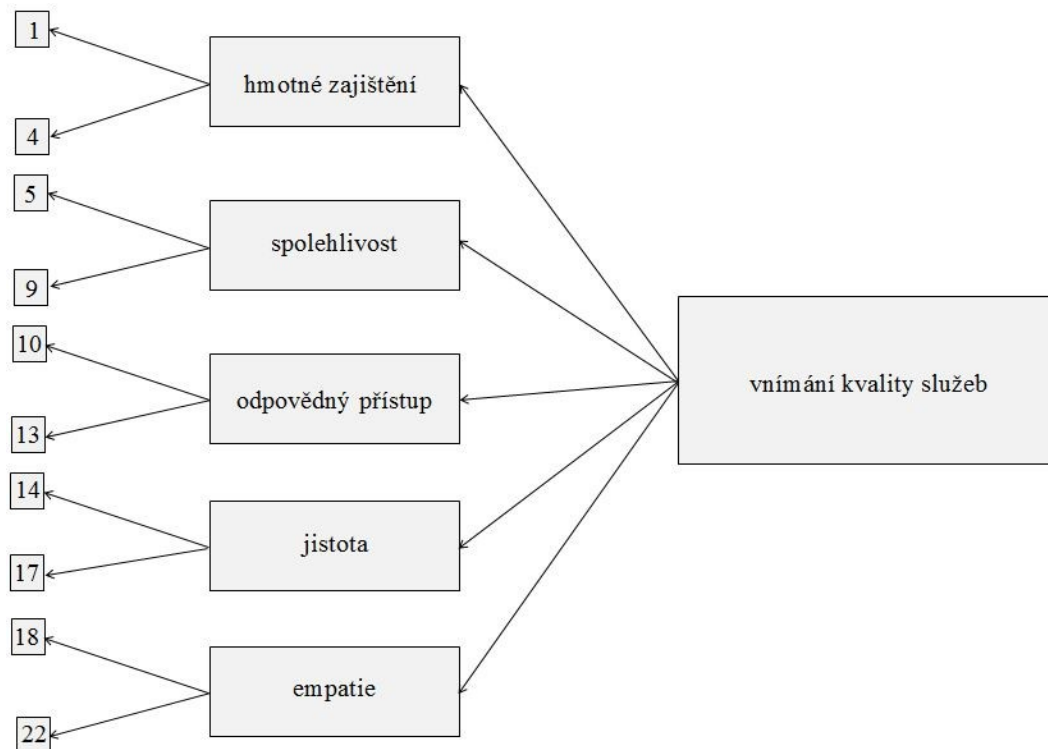 1
hmotné zajištění
4
5
spolehlivost
9
10
odpovědný přístup
13
vnímání kvality služeb
14
jistota
17
18
empatie
22